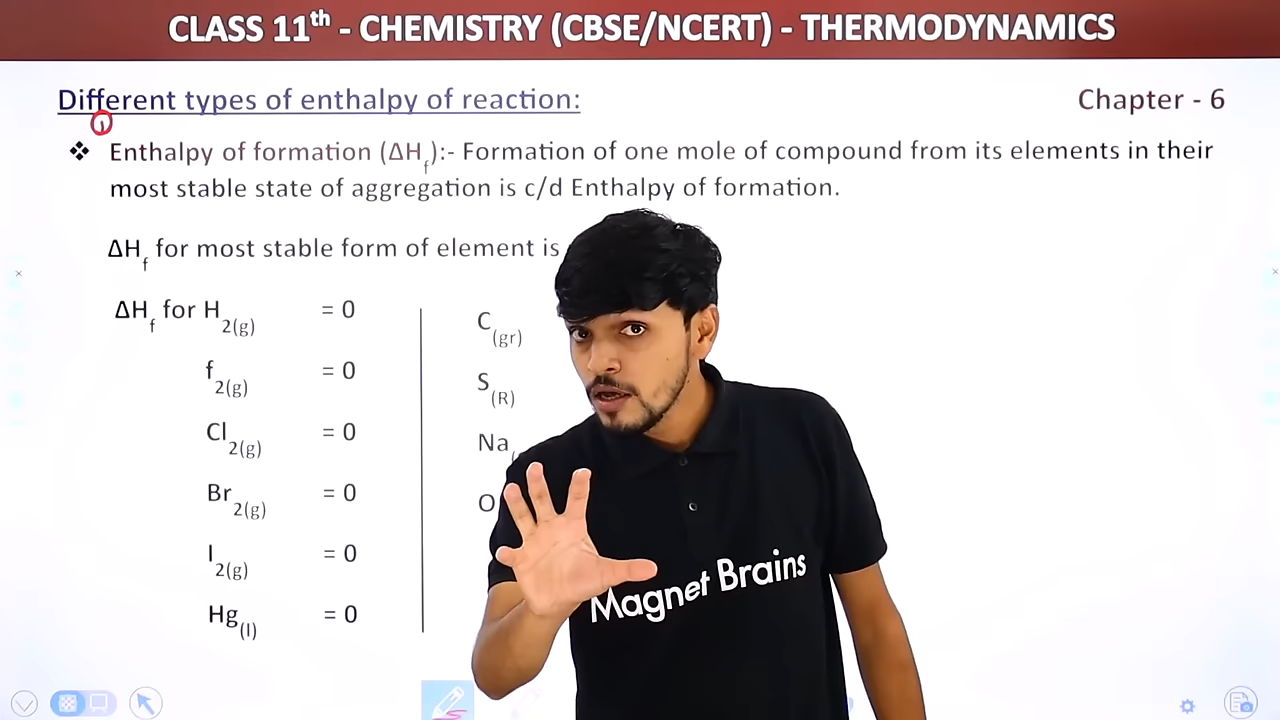 CLASS 11th - CHEMISTRY (CBSE/NCERT) - THERMODYNAMICS
Different types of enthalpy of reaction:
Chapter - 6
❖ Enthalpy of formation (ΔHf):- Formation of one mole of compound from its elements in their
most stable state of aggregation is c/d Enthalpy of formation.
ΔHf for most stable form of element is
ΔHf for H2(g) = 0
f2(g) = 0
Cl2(g) = 0
Br2(g) = 0
I2(g) = 0
Hg(l) = 0
C(gr)
S(R)
Na
O
Magnet Brains